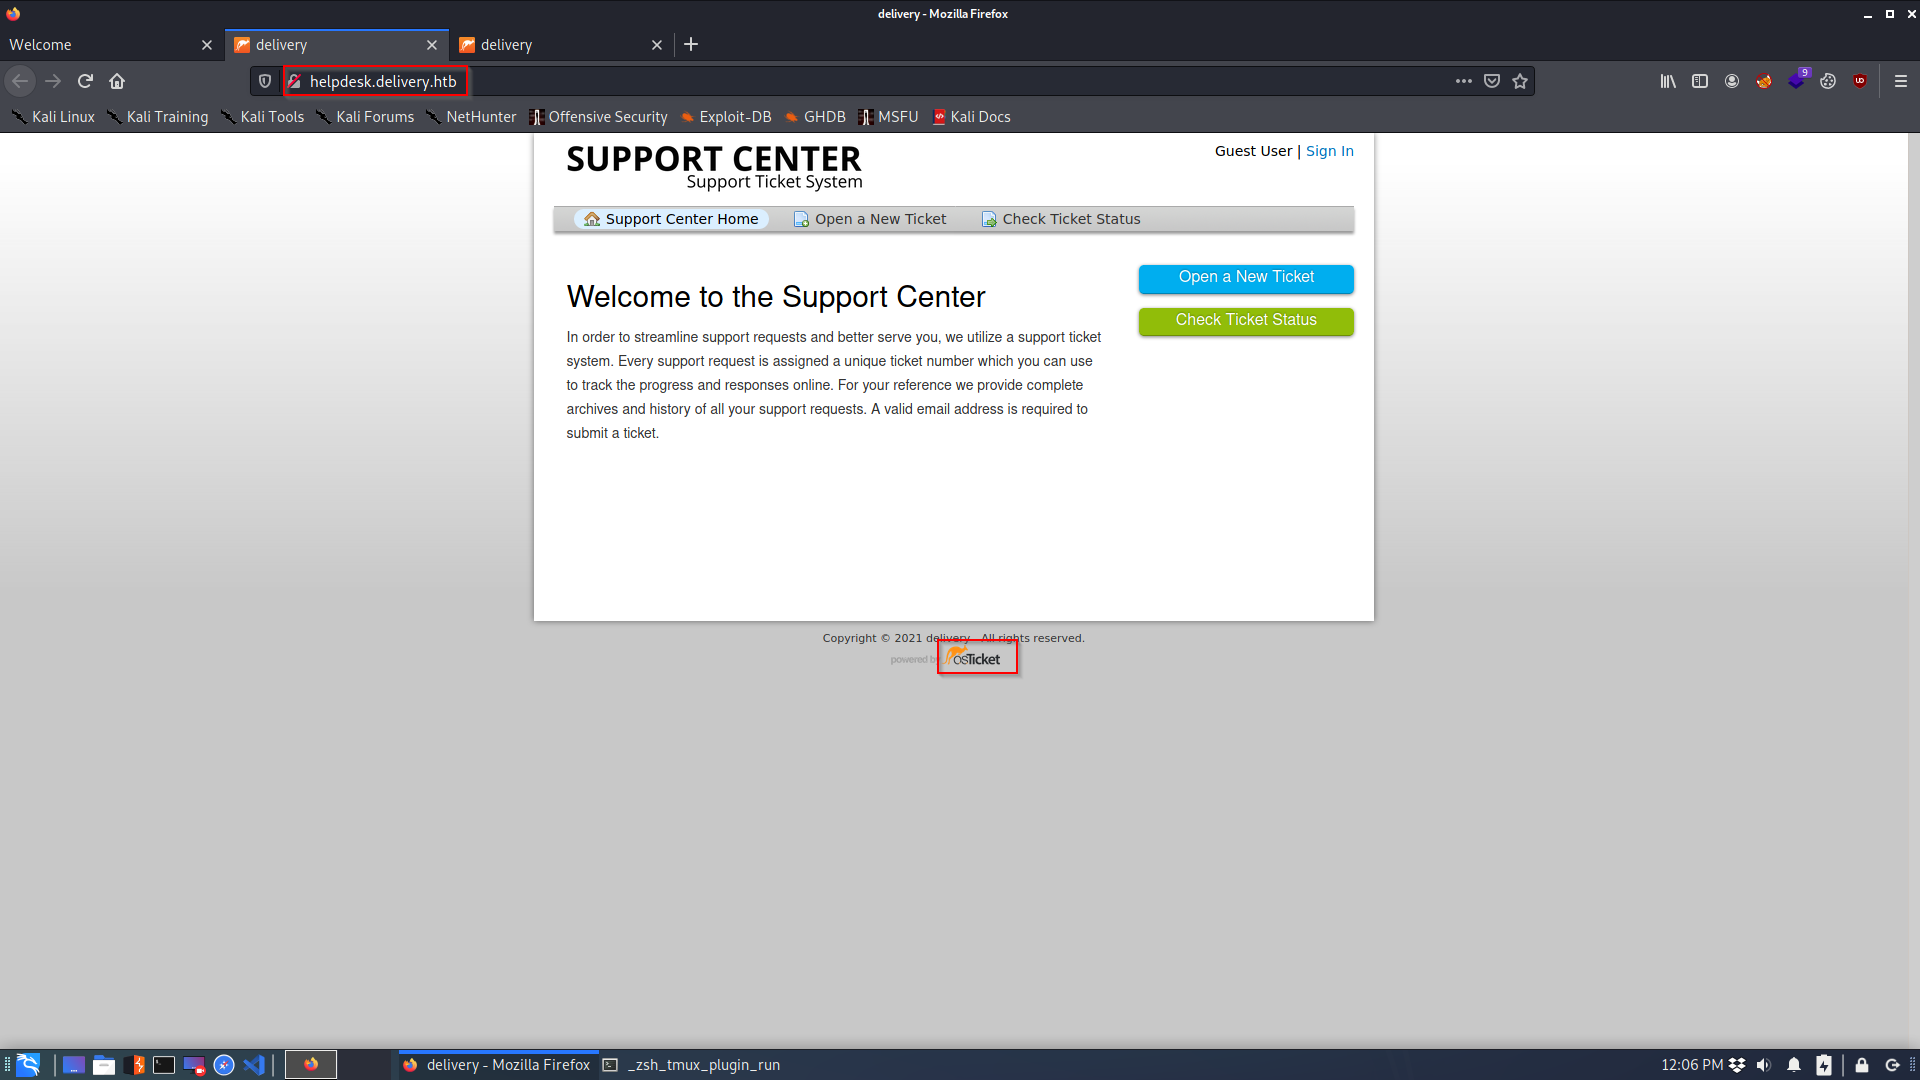 delivery - Mozilla Firefox
Welcome
delivery
delivery
helpdesk.delivery.htb
9
Kali Linux
Kali Training
Kali Tools
Kali Forums
NetHunter
Offensive Security
Exploit-DB
GHDB
MSFU
Kali Docs
SUPPORT CENTER
Support Ticket System
Guest User | Sign In
Support Center Home
Open a New Ticket
Check Ticket Status
Open a New Ticket
Check Ticket Status
Welcome to the Support Center
In order to streamline support requests and better serve you, we utilize a support ticket
system. Every support request is assigned a unique ticket number which you can use
to track the progress and responses online. For your reference we provide complete
archives and history of all your support requests. A valid email address is required to
submit a ticket.
Copyright © 2021 delivery - All rights reserved.
powered by osTicket
delivery - Mozilla Firefox
_zsh_tmux_plugin_run
12:06 PM